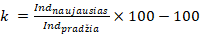 k = Ind_naujausias / Ind_pradžia × 100 − 100